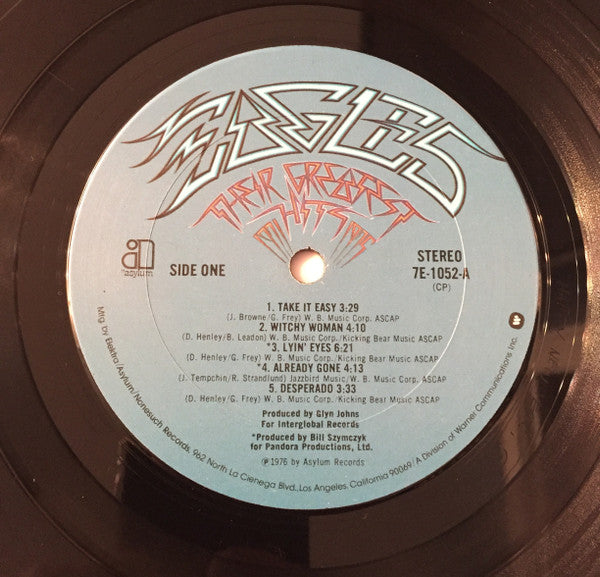 EAGLES
THEIR GREATEST
HITS
asylum
SIDE ONE
STEREO
7E-1052-A
(CP)
1. TAKE IT EASY 3:29
(J. Browne/G. Frey) W. B. Music Corp. ASCAP
2. WITCHY WOMAN 4:10
(D. Henley/B. Leadon) W. B. Music Corp./Kicking Bear Music ASCAP
*3. LYIN' EYES 6:21
(D. Henley/G. Frey) W. B. Music Corp./Kicking Bear Music ASCAP
*4. ALREADY GONE 4:13
(J. Tempchin/R. Strandlund) Jazzbird Music/W. B. Music Corp. ASCAP
5. DESPERADO 3:33
(D. Henley/G. Frey) W. B. Music Corp./Kicking Bear Music ASCAP
Produced by Glyn Johns
For Interglobal Records
*Produced by Bill Szymczyk
for Pandora Productions, Ltd.
℗1976 by Asylum Records
Mfg. by Elektra/Asylum/Nonesuch Records, 962 North La Cienega Blvd., Los Angeles, California 90069/A Division of Warner Communications, Inc.